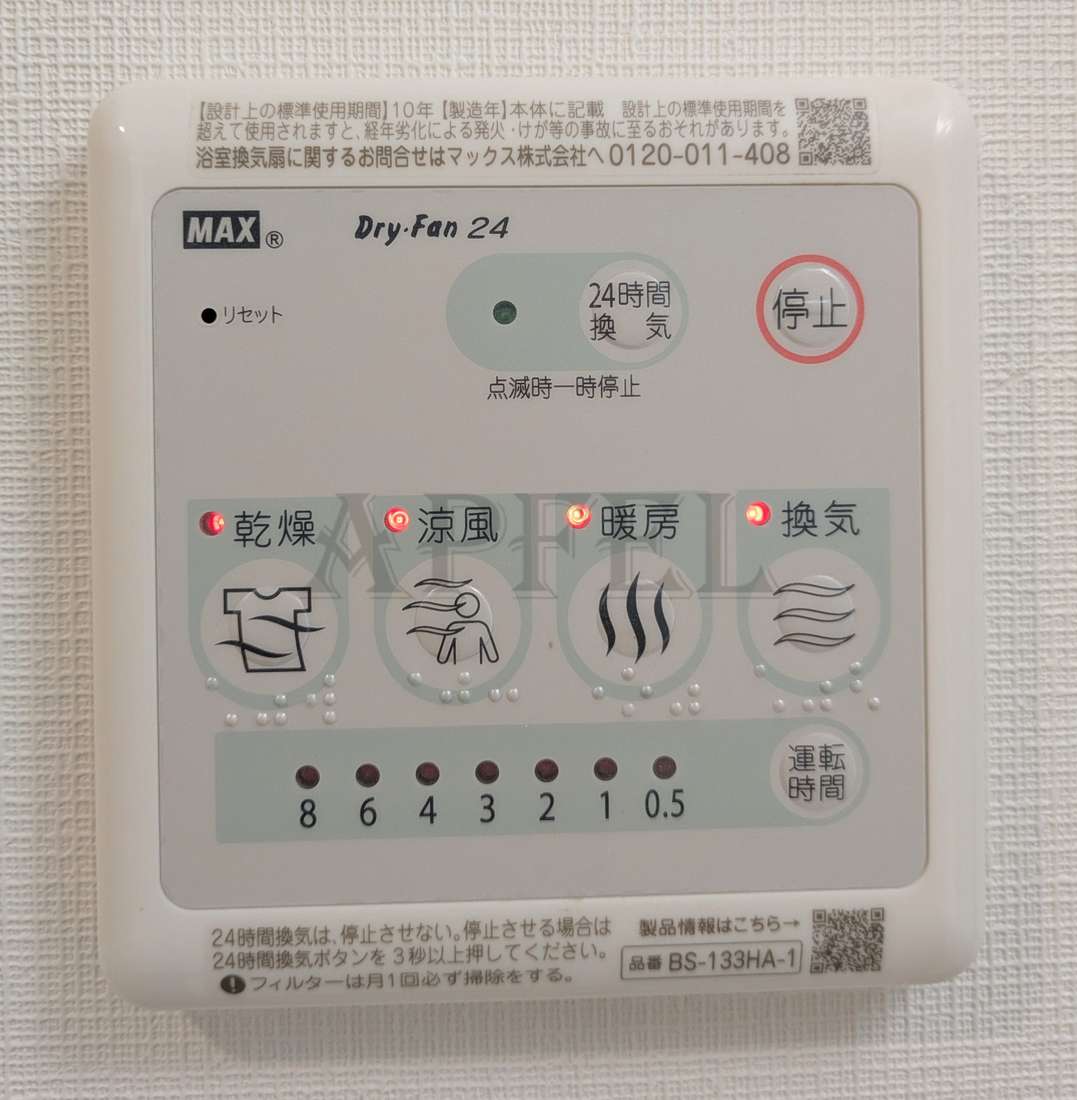 【設計上の標準使用期間】10年【製造年】本体に記載 設計上の標準使用期間を
超えて使用されますと、経年劣化による発火・けが等の事故に至るおそれがあります。
浴室換気扇に関するお問合せはマックス株式会社へ 0120-011-408
MAX® Dry・Fan 24
リセット
24時間
換気
停止
点滅時一時停止
乾燥 涼風 暖房 換気
APFEL
運転
時間
8 6 4 3 2 1 0.5
24時間換気は、停止させない。停止させる場合は
24時間換気ボタンを3秒以上押してください。
フィルターは月1回必ず掃除をする。
製品情報はこちら→
品番 BS-133HA-1